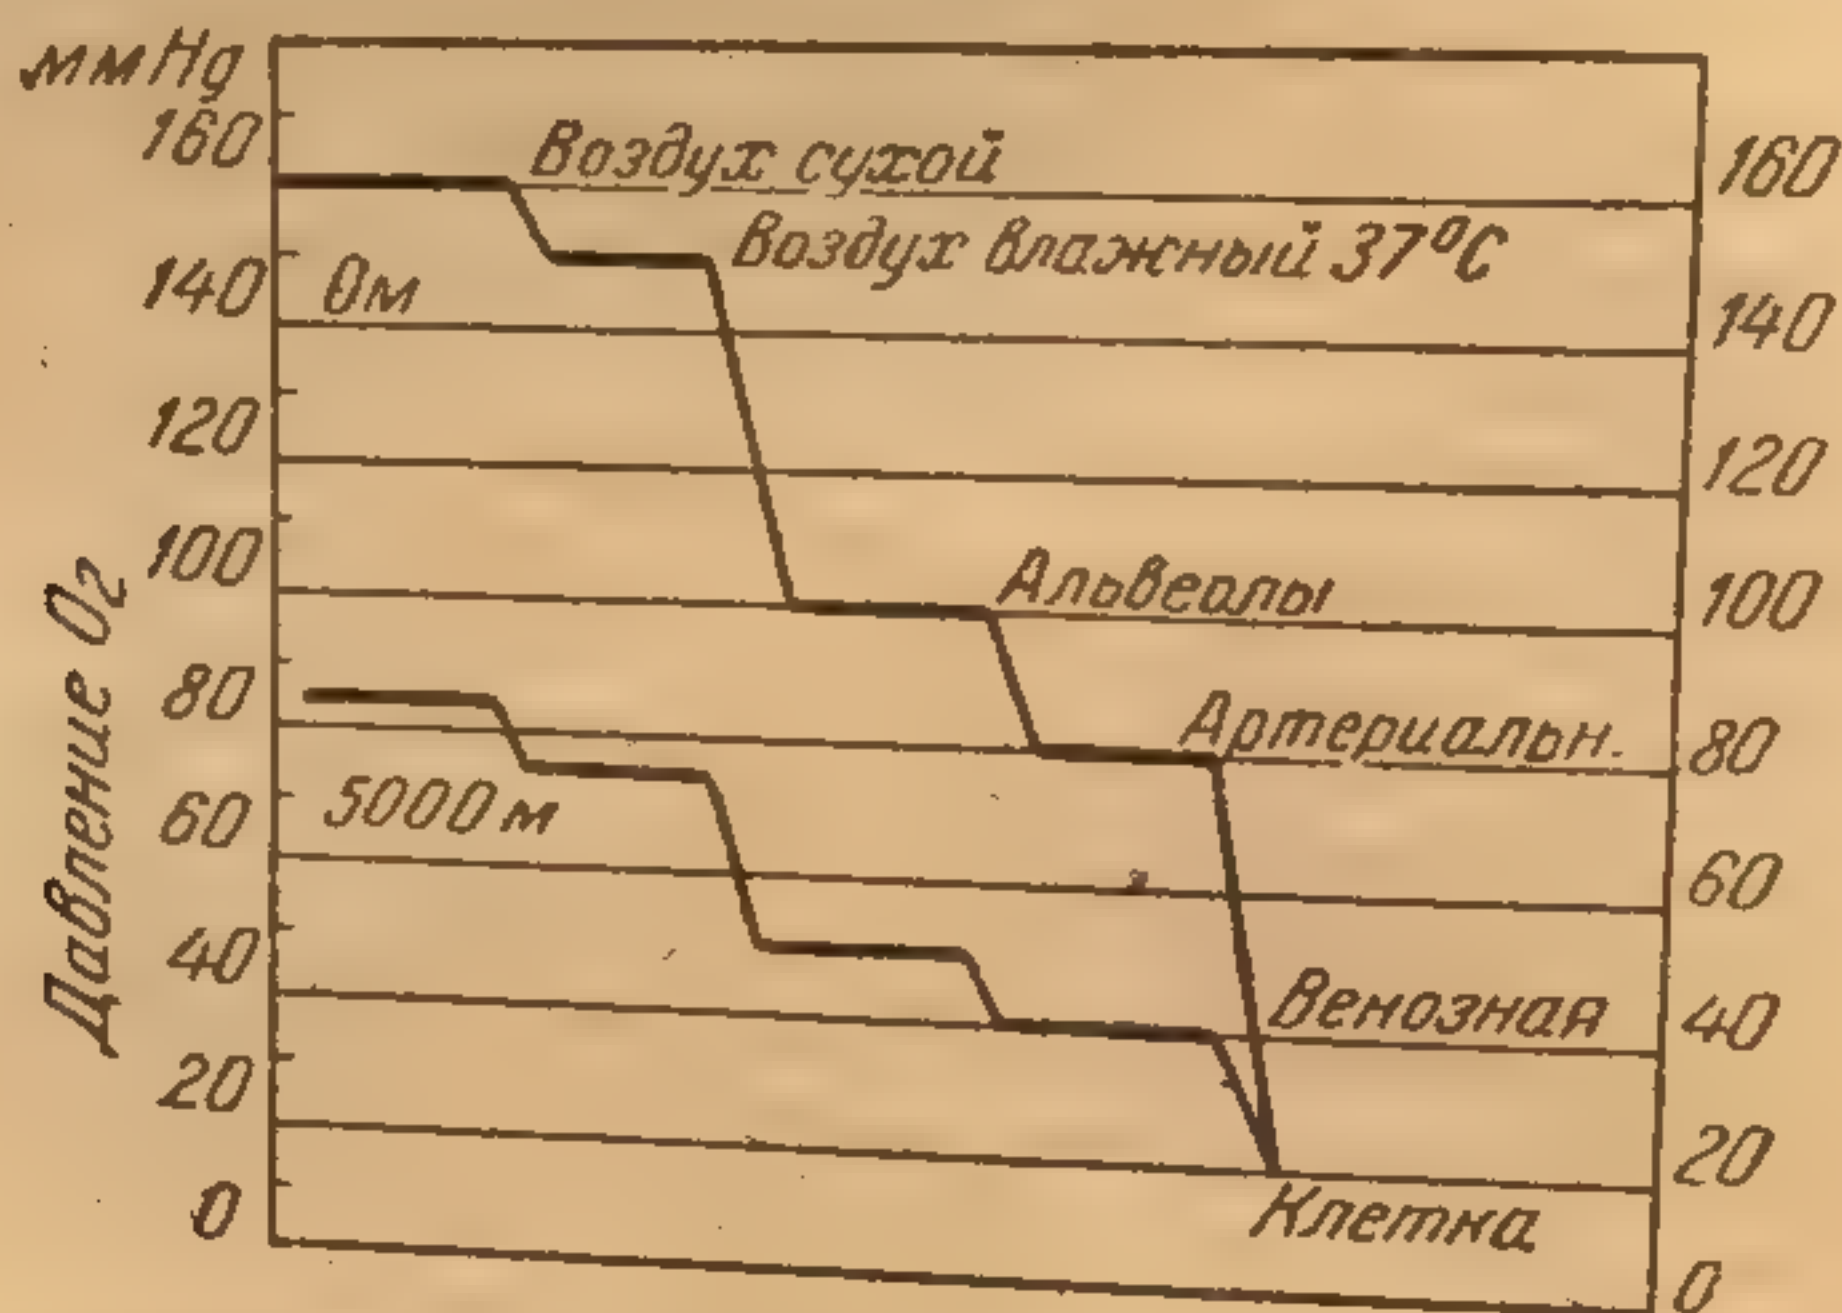 мм Hg
160
Воздух сухой
160
Воздух влажный 37°C
140
0м
140
120
120
100
Альвеолы
100
Давление O2
80
Артериальн.
80
5000 м
60
60
40
Венозная
40
20
20
0
Клетка
0